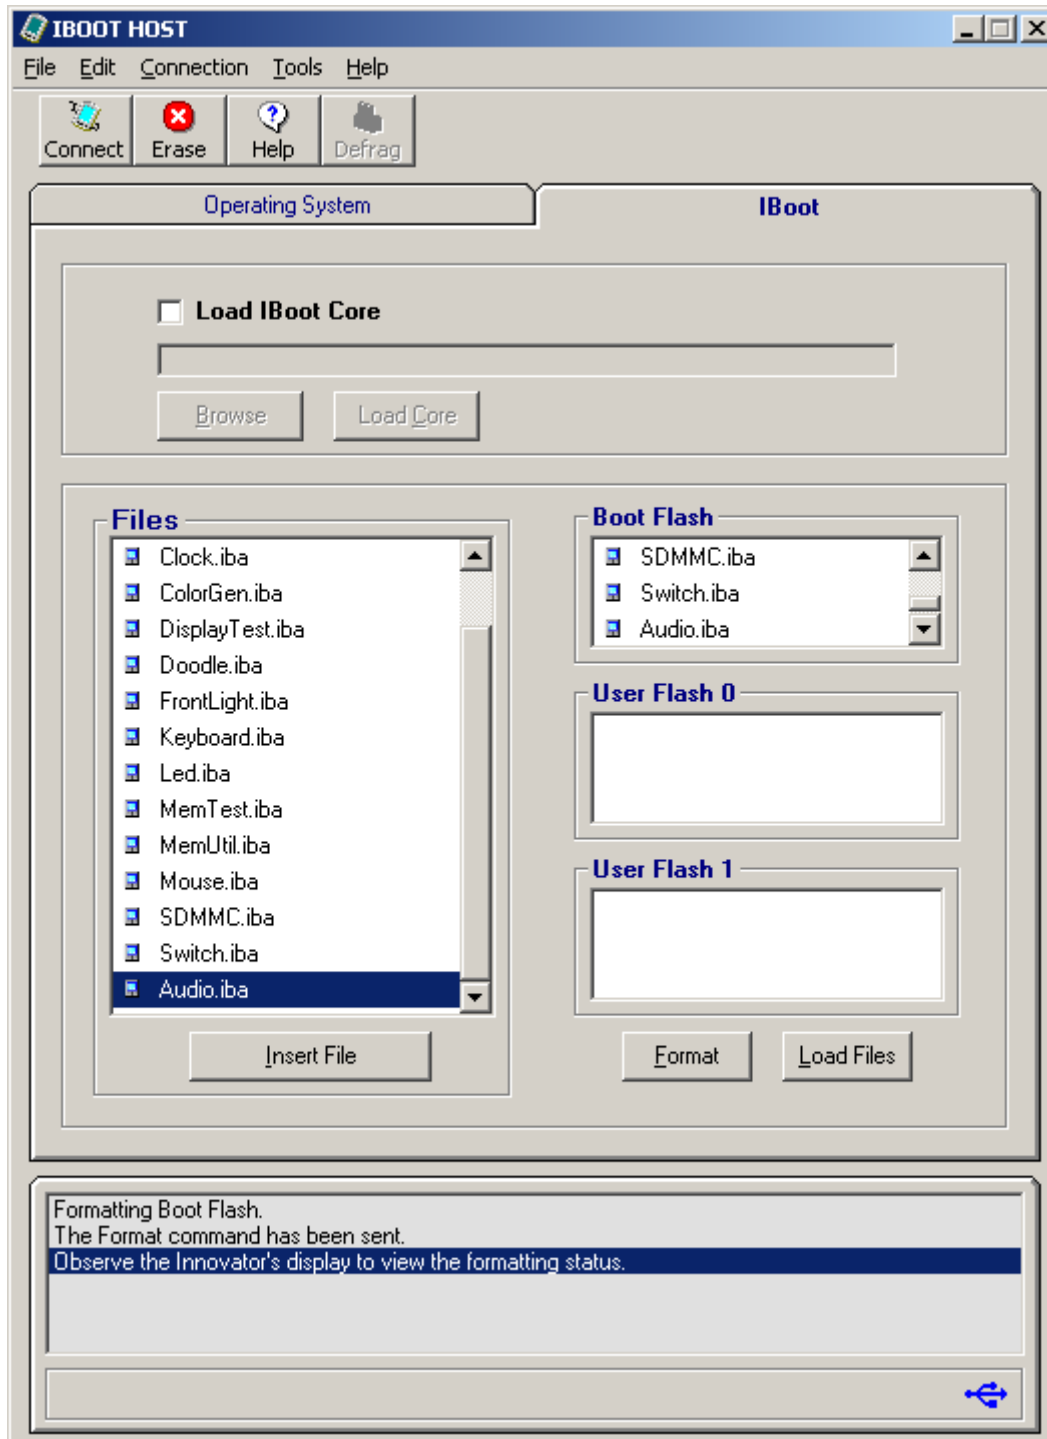 IBOOT HOST
File Edit Connection Tools Help
Connect Erase Help Defrag
Operating System IBoot
Load IBoot Core
Browse Load Core
Files
Clock.iba
ColorGen.iba
DisplayTest.iba
Doodle.iba
FrontLight.iba
Keyboard.iba
Led.iba
MemTest.iba
MemUtil.iba
Mouse.iba
SDMMC.iba
Switch.iba
Audio.iba
Insert File
Boot Flash
SDMMC.iba
Switch.iba
Audio.iba
User Flash 0
User Flash 1
Format Load Files
Formatting Boot Flash.
The Format command has been sent.
Observe the Innovator's display to view the formatting status.